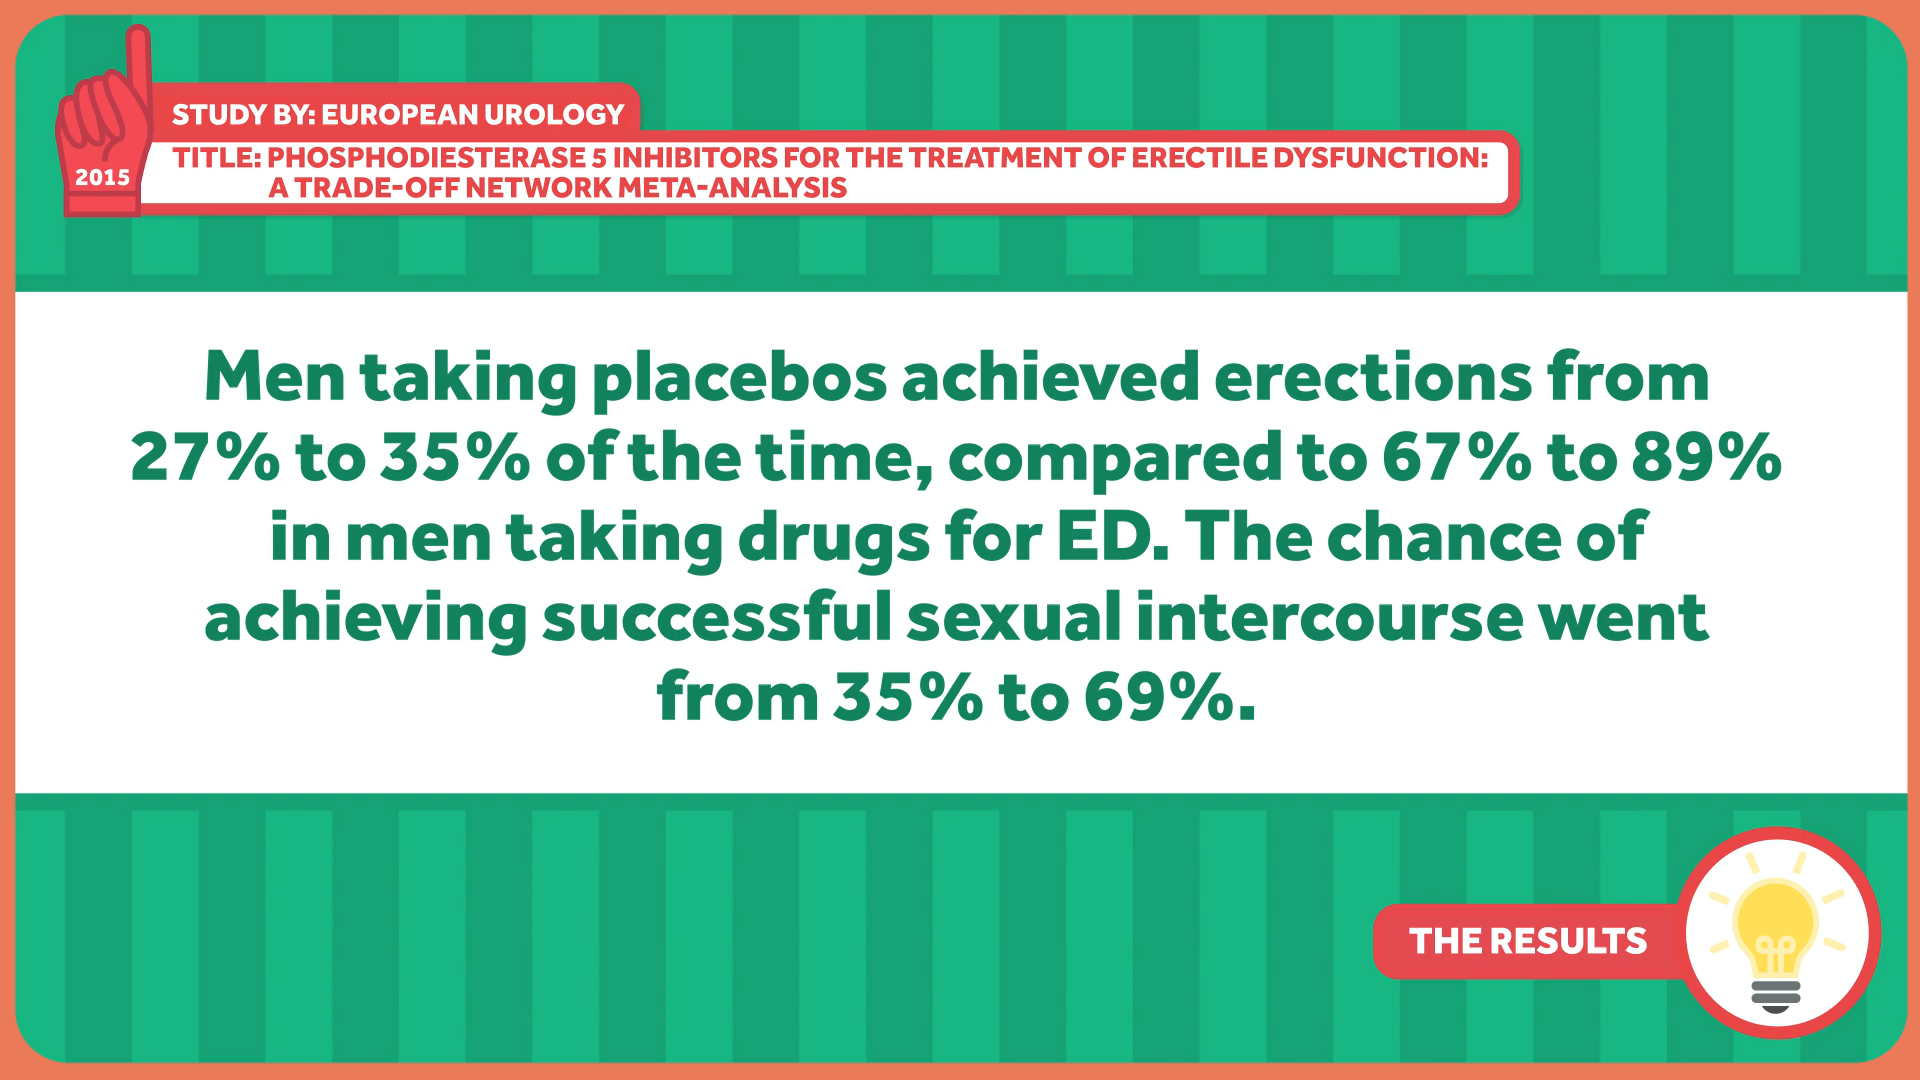 STUDY BY: EUROPEAN UROLOGY
TITLE: PHOSPHODIESTERASE 5 INHIBITORS FOR THE TREATMENT OF ERECTILE DYSFUNCTION:
A TRADE-OFF NETWORK META-ANALYSIS
2015
Men taking placebos achieved erections from
27% to 35% of the time, compared to 67% to 89%
in men taking drugs for ED. The chance of
achieving successful sexual intercourse went
from 35% to 69%.
THE RESULTS